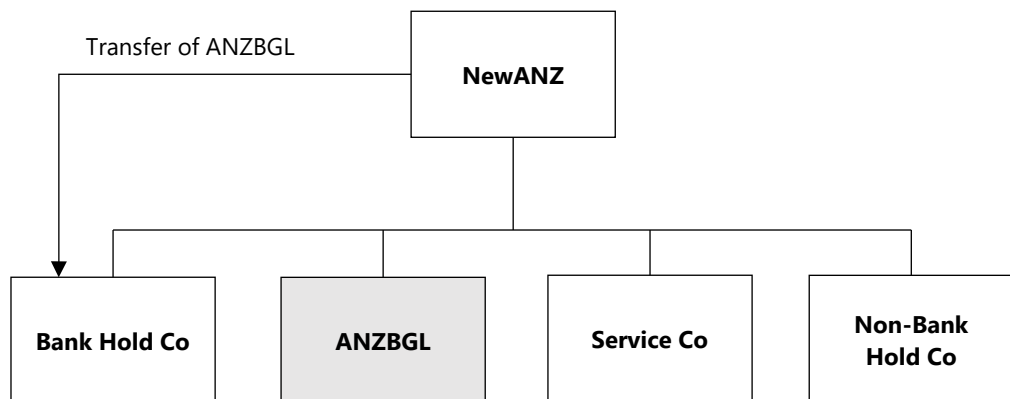 Transfer of ANZBGL
NewANZ
Bank Hold Co
ANZBGL
Service Co
Non-Bank
Hold Co